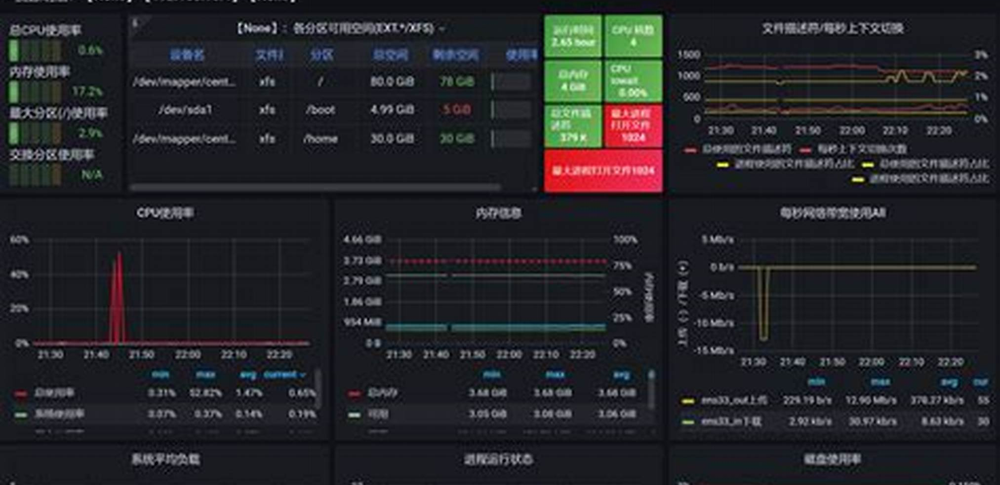 总CPU使用率
0.6%
内存使用率
17.2%
最大分区(/)使用率
2.9%
交换分区使用率
N/A
【None】：各分区可用空间(EXT.*/XFS)
设备名 文件 分区 总空间 剩余空间 使用率
/dev/mapper/cent... xfs / 80.0 GiB 78 GiB
/dev/sda1 xfs /boot 4.99 GiB 5 GiB
/dev/mapper/cent... xfs /home 30.0 GiB 30 GiB
运行时间
2.65 hour
CPU 核数
4
总内存
4 GiB
CPU
iowait
0.00%
总文件描
述符
379 K
最大进程
打开文件
1024
最大进程打开文件1024
文件描述符/每秒上下文切换
1500 3%
1000 2%
500 1%
0 0%
21:30 21:40 21:50 22:00 22:10 22:20
总使用的文件描述符 每秒上下文切换次数
进程使用的文件描述符占比 总使用的文件描述符占比
进程使用的文件描述符占比
CPU使用率
60%
40%
20%
0%
21:30 21:40 21:50 22:00 22:10 22:20
min max avg current
总使用率 0.31% 52.82% 1.47% 0.65%
系统使用率 0.07% 0.37% 0.14% 0.19%
内存信息
4.66 GiB 100%
3.73 GiB 75%
2.79 GiB 50%
1.86 GiB
954 MiB 25%
0 B 0%
内存使用率
21:30 21:40 21:50 22:00 22:10 22:20
min max avg
总内存 3.68 GiB 3.68 GiB 3.68 GiB
可用 3.05 GiB 3.08 GiB 3.06 GiB
每秒网络带宽使用All
5 Mb/s
0 b/s
-5 Mb/s
-10 Mb/s
-15 Mb/s
21:30 21:40 21:50 22:00 22:10 22:20
min max avg cur
ens33_out上传 229.19 b/s 12.90 Mb/s 378.27 kb/s 55
ens33_in下载 2.92 kb/s 30.97 kb/s 8.63 kb/s 30
系统平均负载
进程运行状态
磁盘使用率